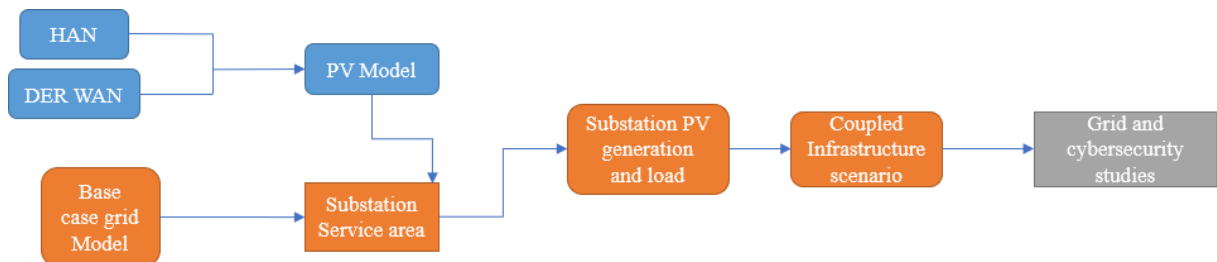 HAN
DER WAN
PV Model
Base
case grid
Model
Substation
Service area
Substation PV
generation
and load
Coupled
Infrastructure
scenario
Grid and
cybersecurity
studies